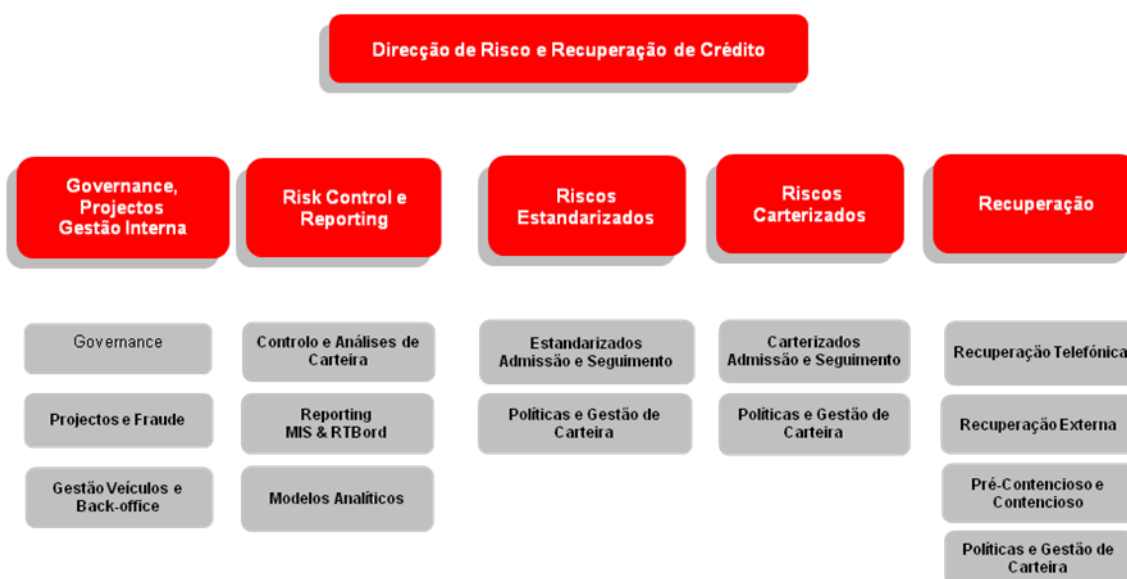 Direcção de Risco e Recuperação de Crédito
Governance,
Projectos
Gestão Interna
Risk Control e
Reporting
Riscos
Estandarizados
Riscos
Carterizados
Recuperação
Governance
Projectos e Fraude
Gestão Veículos e
Back-office
Controlo e Análises de
Carteira
Reporting
MIS & RTBord
Modelos Analíticos
Estandarizados
Admissão e Seguimento
Políticas e Gestão de
Carteira
Carterizados
Admissão e Seguimento
Políticas e Gestão de
Carteira
Recuperação Telefónica
Recuperação Externa
Pré-Contencioso e
Contencioso
Políticas e Gestão de
Carteira